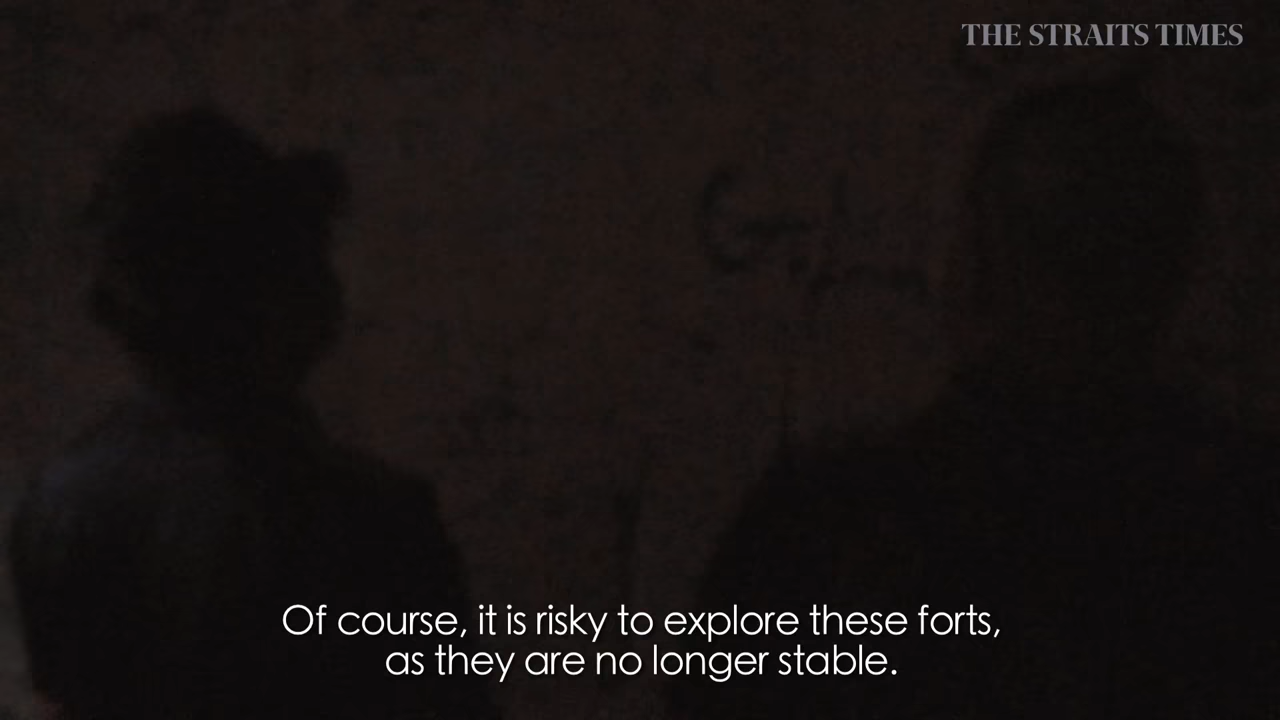 THE STRAITS TIMES
Of course, it is risky to explore these forts,
as they are no longer stable.